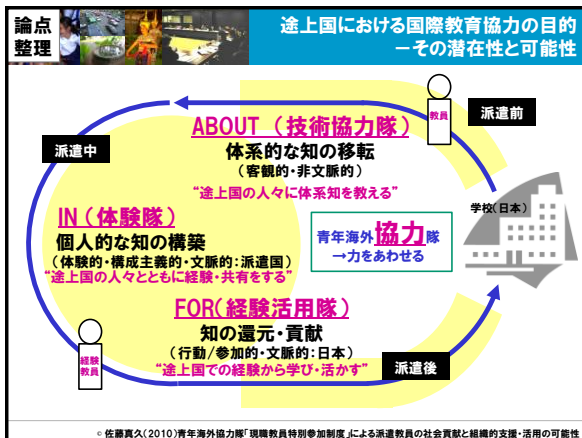 論点
整理
途上国における国際教育協力の目的
－その潜在性と可能性
教員
派遣前
ABOUT（技術協力隊）
体系的な知の移転
（客観的・非文脈的）
“途上国の人々に体系知を教える”
派遣中
学校（日本）
IN（体験隊）
個人的な知の構築
（体験的・構成主義的・文脈的：派遣国）
“途上国の人々とともに経験・共有をする”
青年海外協力隊
→力をあわせる
FOR（経験活用隊）
知の還元・貢献
（行動/参加的・文脈的：日本）
“途上国での経験から学び・活かす”
経験
教員
派遣後
© 佐藤真久（2010）青年海外協力隊「現職教員特別参加制度」による派遣教員の社会貢献と組織的支援・活用の可能性